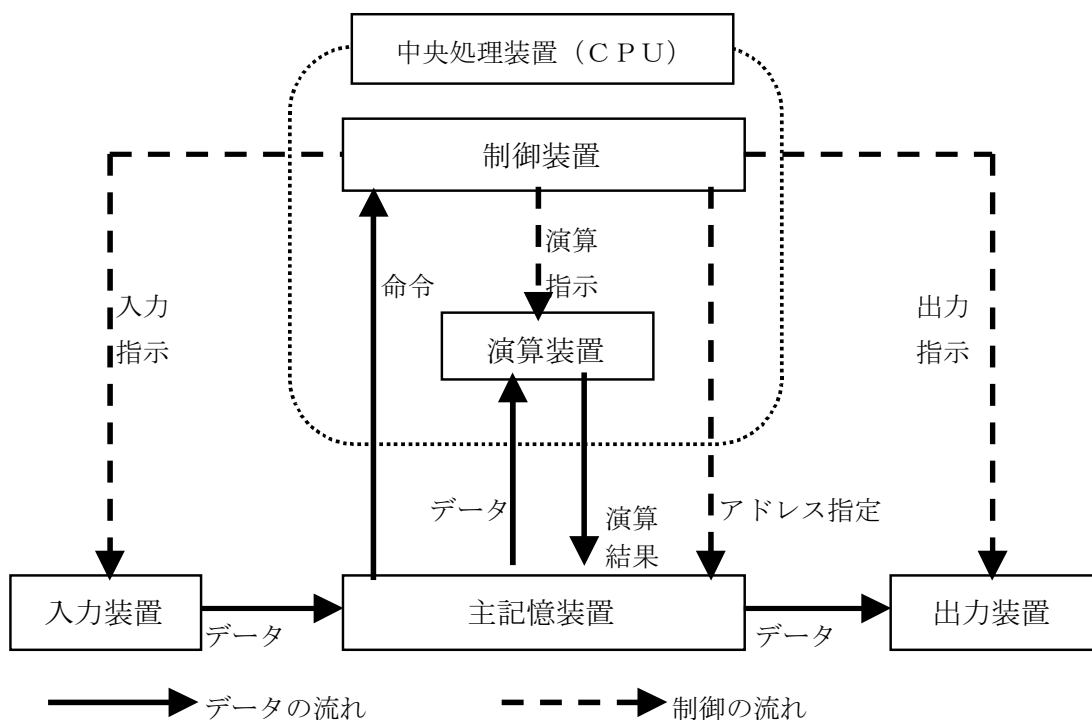 中央処理装置（ＣＰＵ）
制御装置
演算
指示
命令
入力
指示
出力
指示
演算装置
データ
演算
結果
アドレス指定
入力装置
主記憶装置
出力装置
データ
データ
データの流れ
制御の流れ